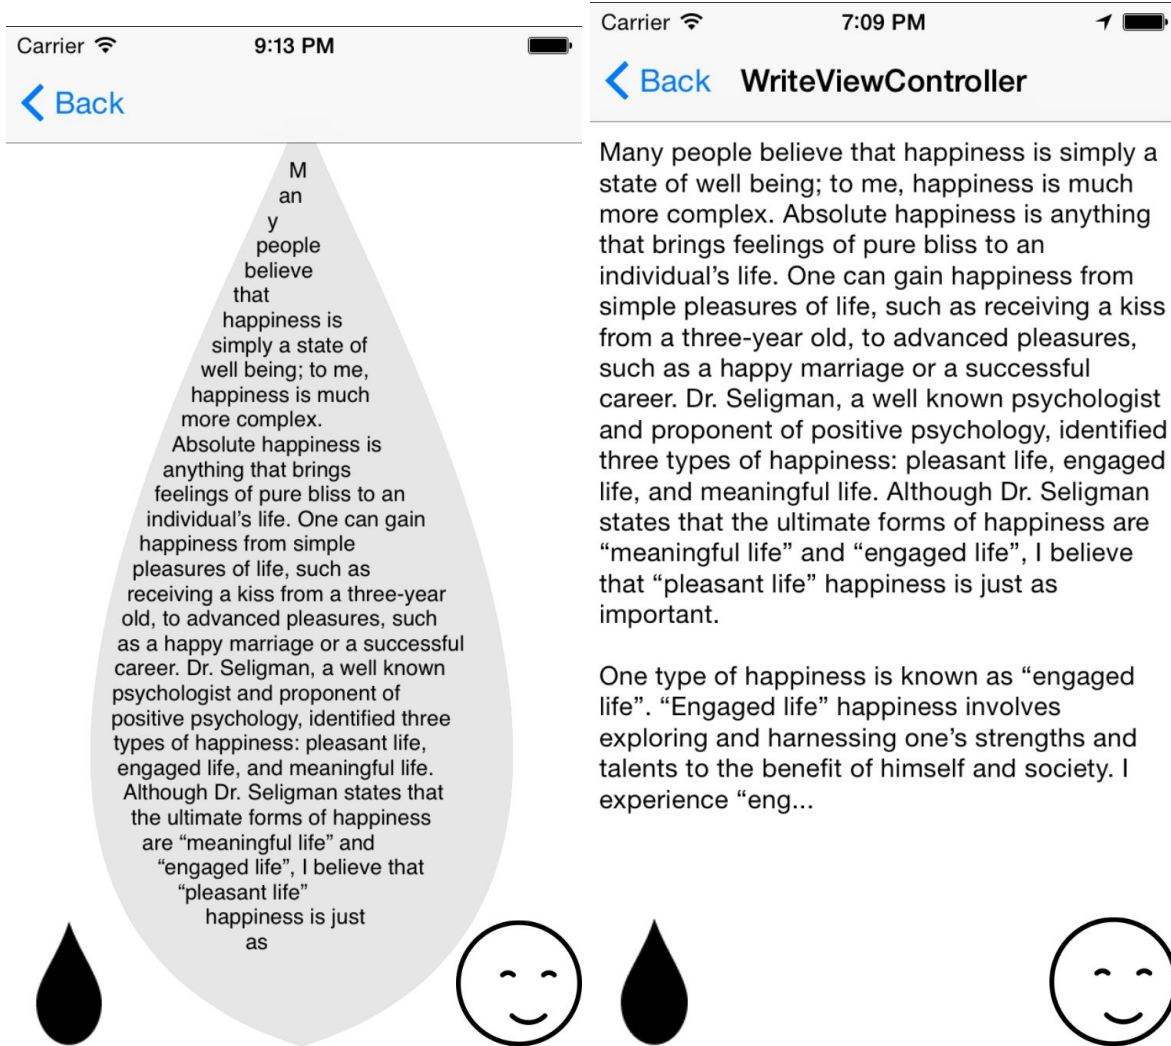 Carrier
9:13 PM
Back
M
an
y
people
believe
that
happiness is
simply a state of
well being; to me,
happiness is much
more complex.
Absolute happiness is
anything that brings
feelings of pure bliss to an
individual’s life. One can gain
happiness from simple
pleasures of life, such as
receiving a kiss from a three-year
old, to advanced pleasures, such
as a happy marriage or a successful
career. Dr. Seligman, a well known
psychologist and proponent of
positive psychology, identified three
types of happiness: pleasant life,
engaged life, and meaningful life.
Although Dr. Seligman states that
the ultimate forms of happiness
are “meaningful life” and
“engaged life”, I believe that
“pleasant life”
happiness is just
as
Carrier
7:09 PM
Back
WriteViewController
Many people believe that happiness is simply a
state of well being; to me, happiness is much
more complex. Absolute happiness is anything
that brings feelings of pure bliss to an
individual’s life. One can gain happiness from
simple pleasures of life, such as receiving a kiss
from a three-year old, to advanced pleasures,
such as a happy marriage or a successful
career. Dr. Seligman, a well known psychologist
and proponent of positive psychology, identified
three types of happiness: pleasant life, engaged
life, and meaningful life. Although Dr. Seligman
states that the ultimate forms of happiness are
“meaningful life” and “engaged life”, I believe
that “pleasant life” happiness is just as
important.
One type of happiness is known as “engaged
life”. “Engaged life” happiness involves
exploring and harnessing one’s strengths and
talents to the benefit of himself and society. I
experience “eng...